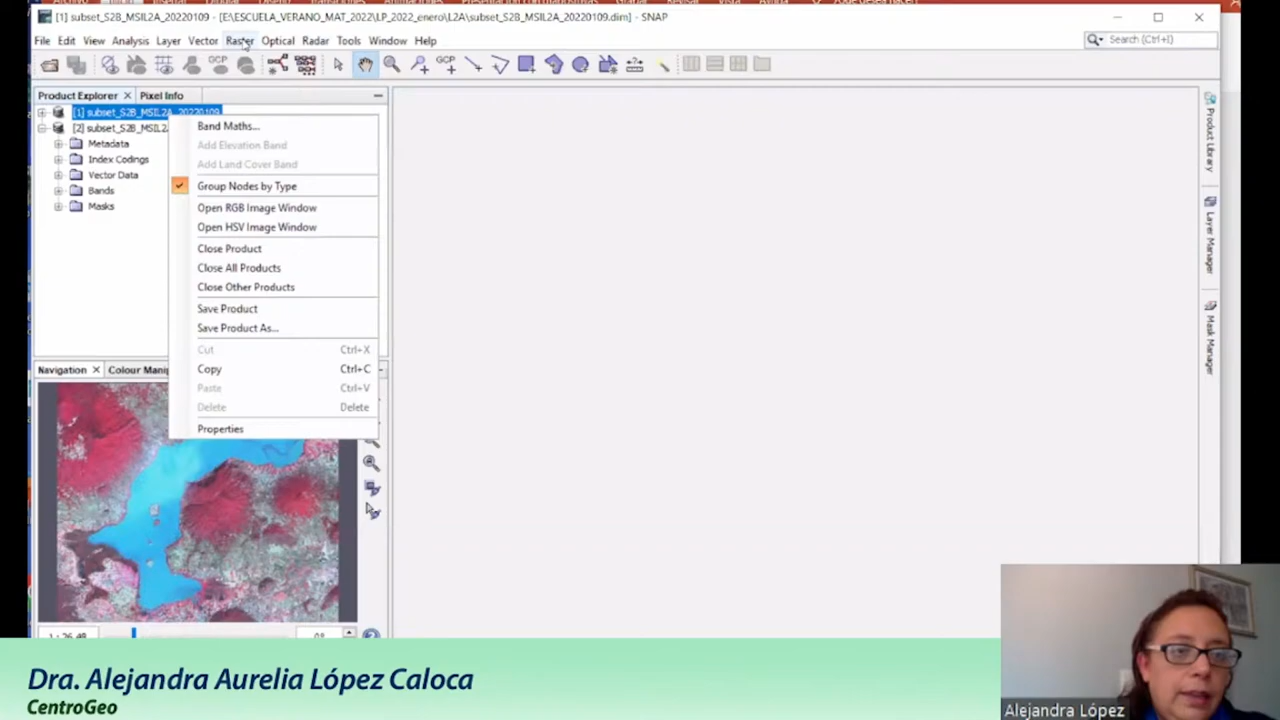 [1] subset_S2B_MSIL2A_20220109 - [E:\ESCUELA_VERANO_MAT_2022\LP_2022_enero\L2A\subset_S2B_MSIL2A_20220109.dim] - SNAP
File Edit View Analysis Layer Vector Raster Optical Radar Tools Window Help
Search (Ctrl+I)
GCP GCP
Product Explorer Pixel Info
[1] subset_S2B_MSIL2A_20220109
[2] subset_S2B_MSIL2
Metadata
Index Codings
Vector Data
Bands
Masks
Band Maths...
Add Elevation Band
Add Land Cover Band
Group Nodes by Type
Open RGB Image Window
Open HSV Image Window
Close Product
Close All Products
Close Other Products
Save Product
Save Product As...
Cut Ctrl+X
Copy Ctrl+C
Paste Ctrl+V
Delete Delete
Properties
Navigation Colour Mani
Product Library
Layer Manager
Mask Manager
Dra. Alejandra Aurelia López Caloca
CentroGeo
Alejandra López